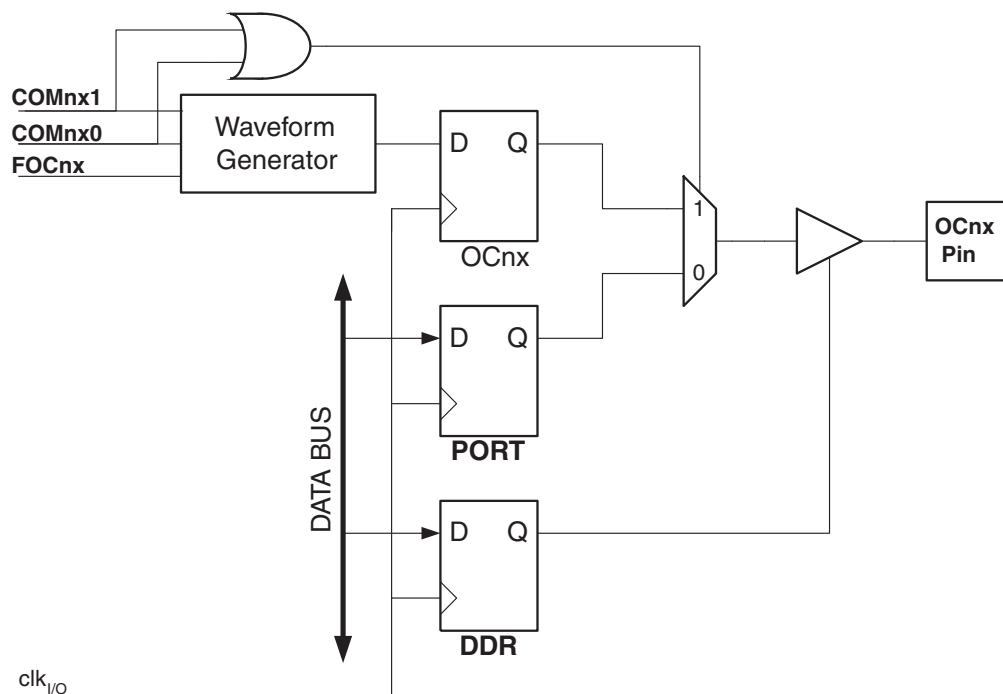 COMnx1
COMnx0
FOCnx
Waveform
Generator
D Q
OCnx
1
0
OCnx
Pin
D Q
PORT
DATA BUS
D Q
DDR
clkI/O